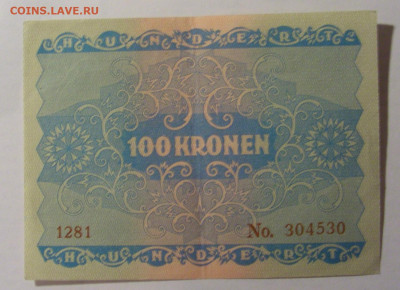 COINS.LAVE.RU
HUNDERT
100 KRONEN
1281 No. 304530
HUNDERT